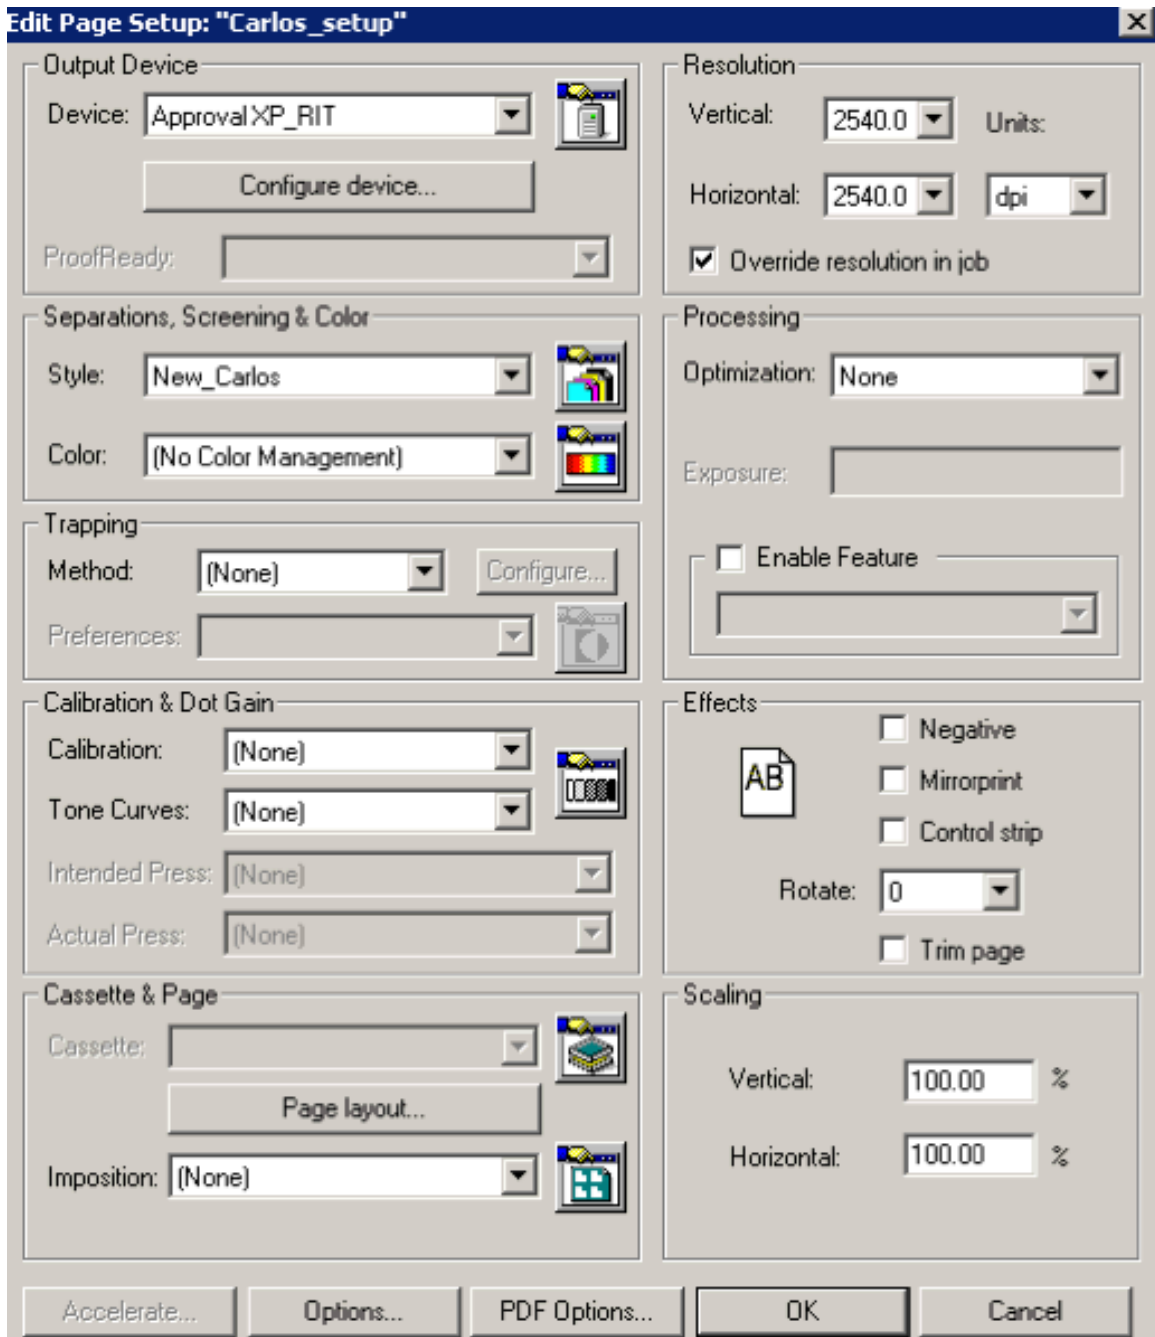 Edit Page Setup: "Carlos_setup"
Output Device
Device: Approval XP_RIT
Configure device...
ProofReady:
Resolution
Vertical: 2540.0 Units:
Horizontal: 2540.0 dpi
Override resolution in job
Separations, Screening & Color
Style: New_Carlos
Color: (No Color Management)
Processing
Optimization: None
Exposure:
Enable Feature
Trapping
Method: (None) Configure...
Preferences:
Calibration & Dot Gain
Calibration: (None)
Tone Curves: (None)
Intended Press: (None)
Actual Press: (None)
Effects
AB
Negative
Mirrorprint
Control strip
Rotate: 0
Trim page
Cassette & Page
Cassette:
Page layout...
Imposition: (None)
Scaling
Vertical: 100.00 %
Horizontal: 100.00 %
Accelerate... Options... PDF Options... OK Cancel